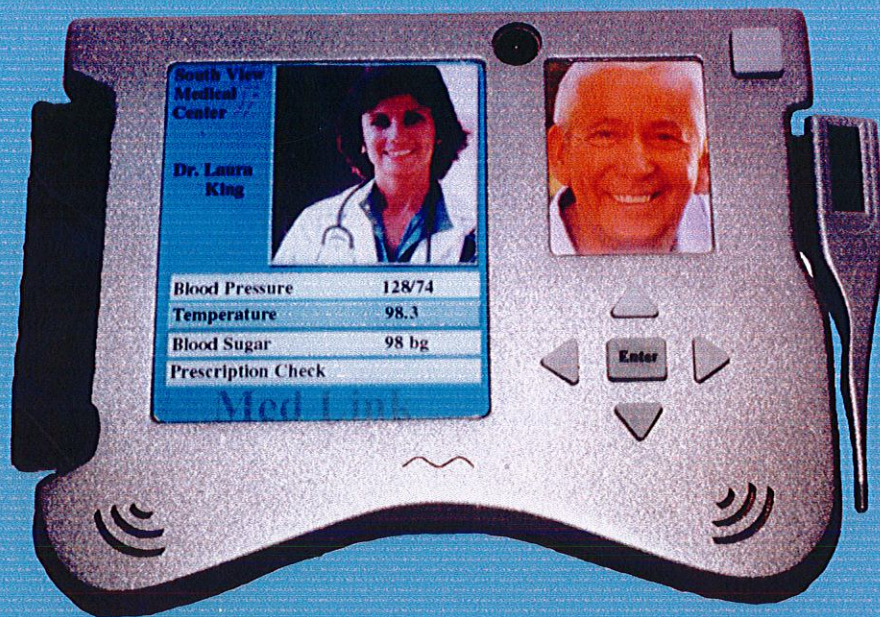 South View
Medical
Center
Dr. Laura
King
Blood Pressure 128/74
Temperature 98.3
Blood Sugar 98 bg
Prescription Check
Med Link
Enter